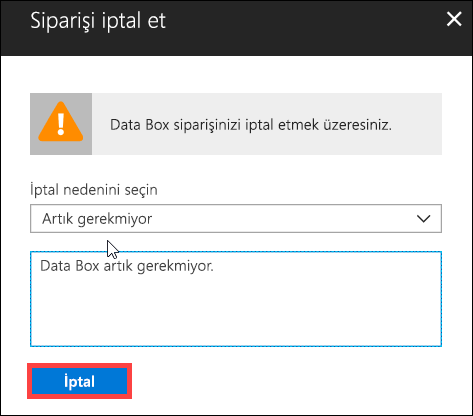 Siparişi iptal et
Data Box siparişinizi iptal etmek üzeresiniz.
İptal nedenini seçin
Artık gerekmiyor
Data Box artık gerekmiyor.
İptal